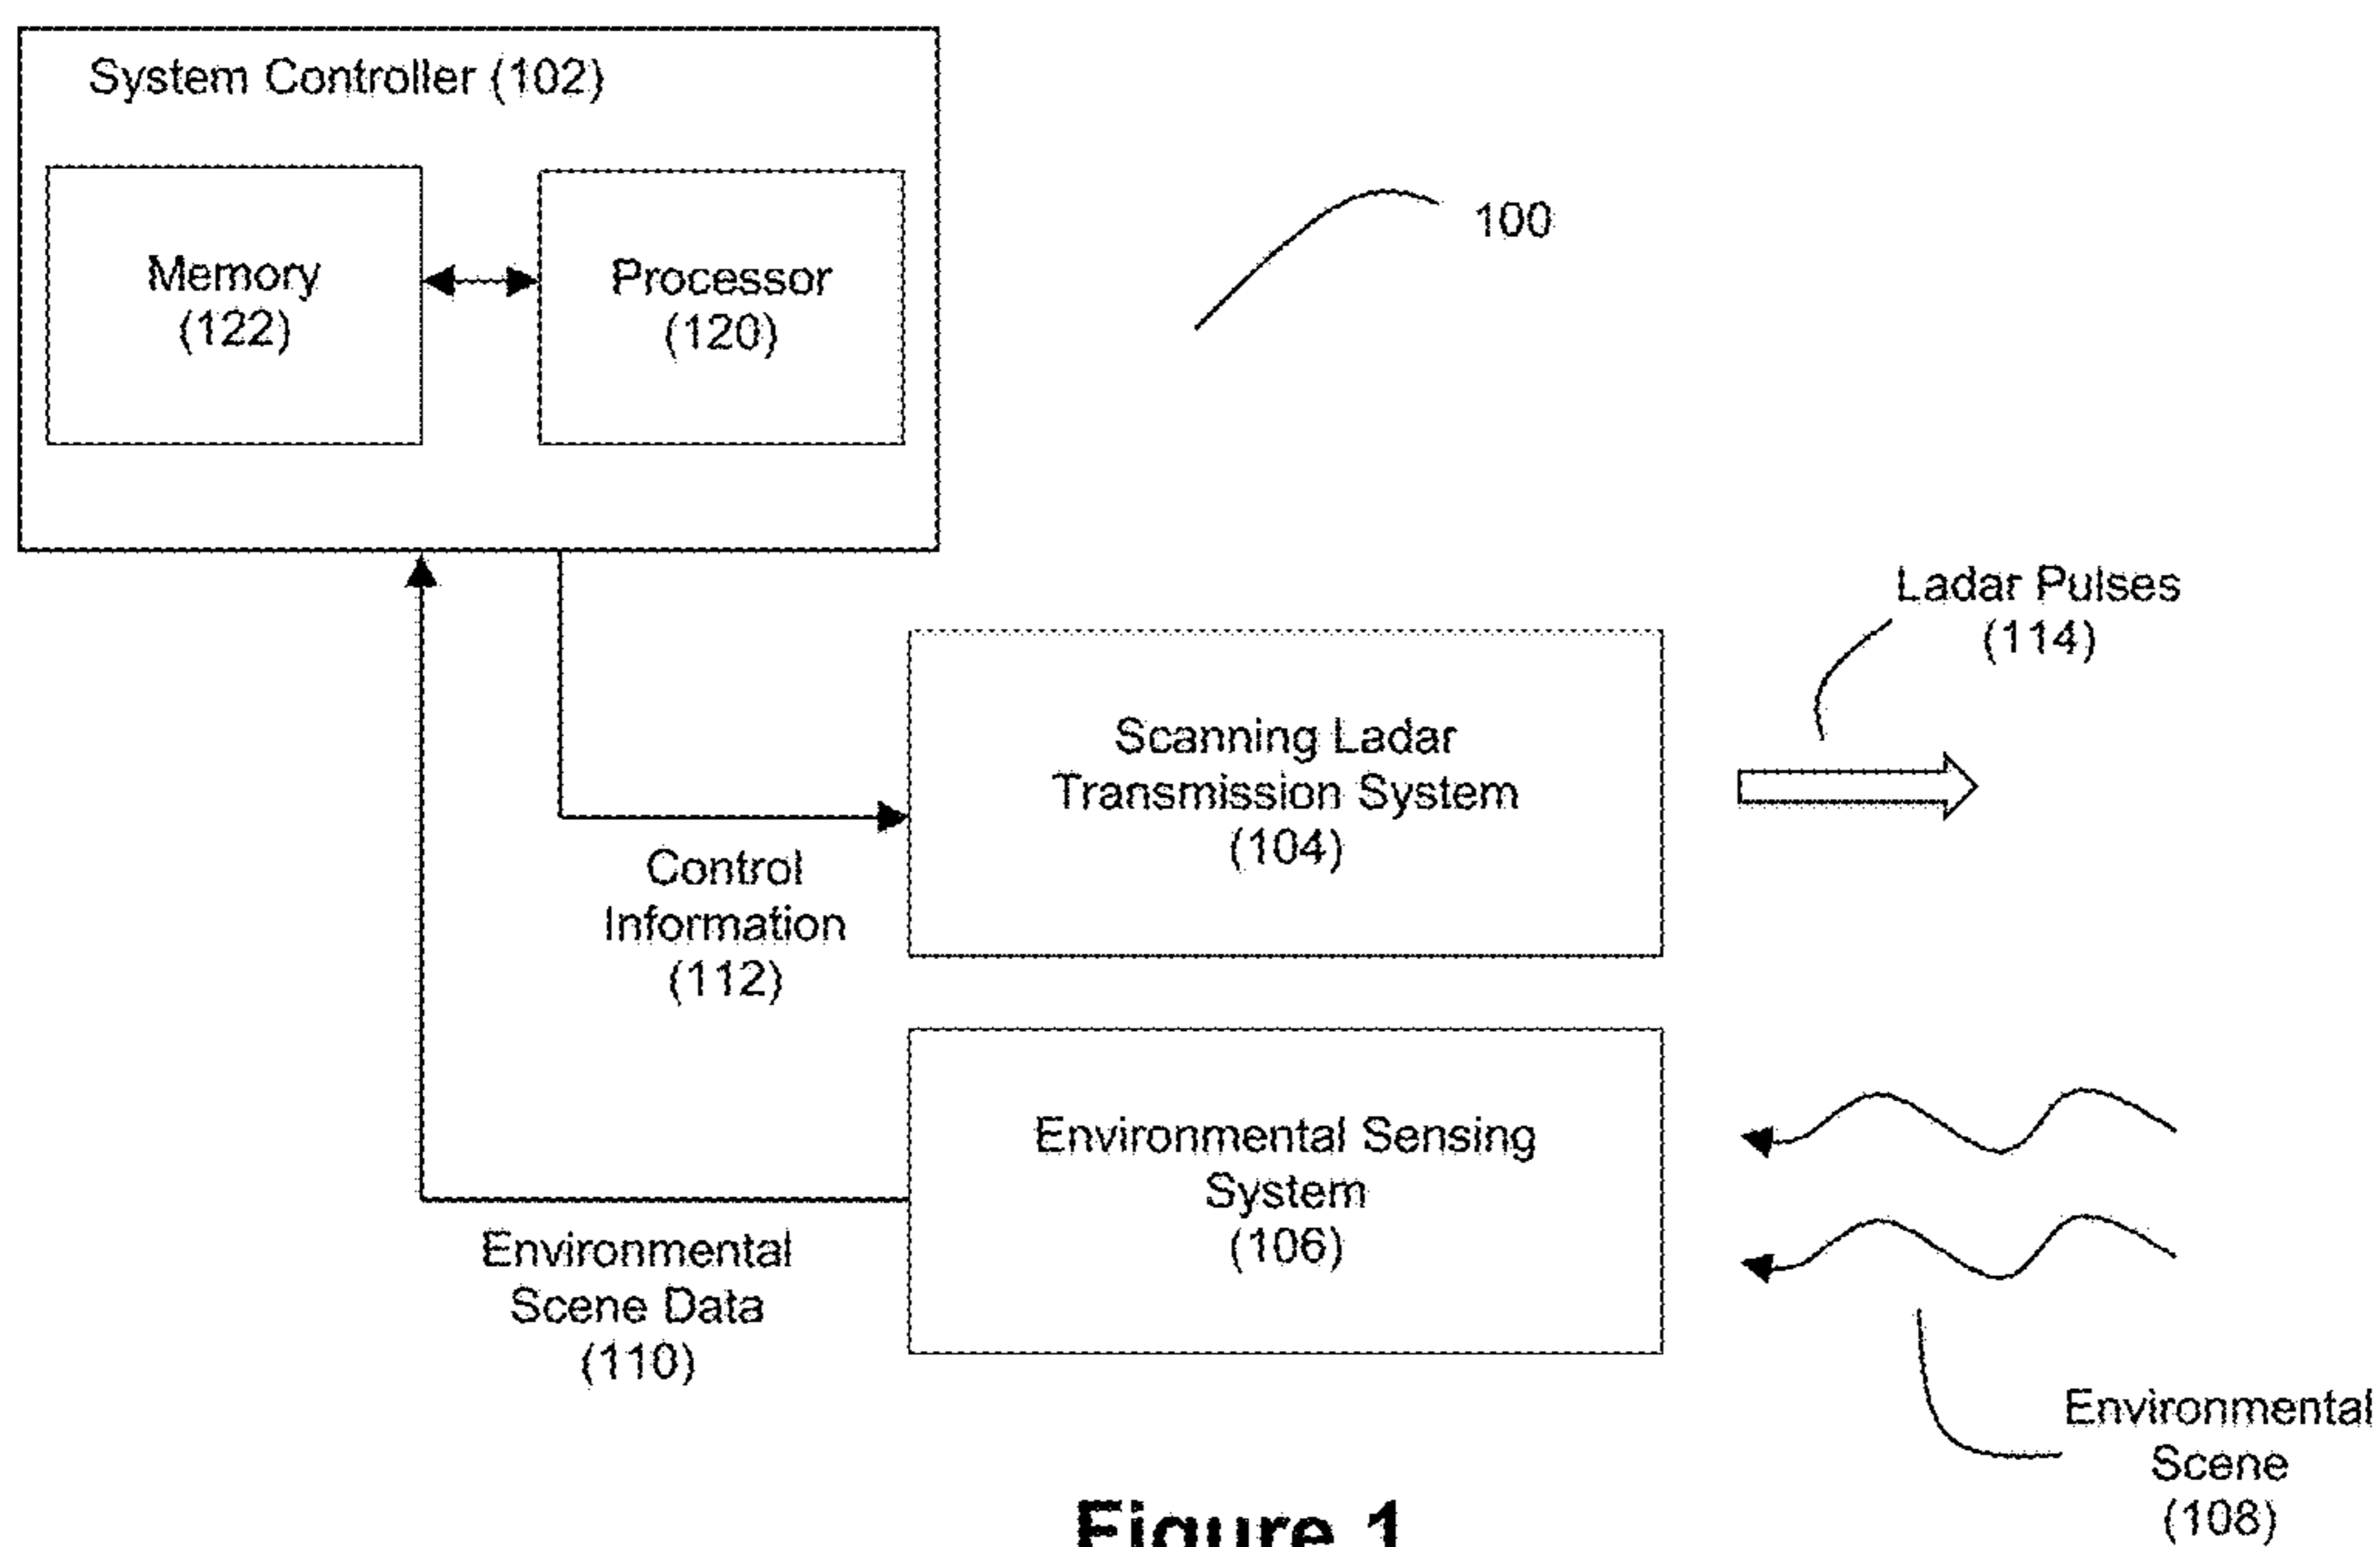 System Controller (102)
Memory
(122)
Processor
(120)
100
Ladar Pulses
(114)
Scanning Ladar
Transmission System
(104)
Control
Information
(112)
Environmental Sensing
System
(106)
Environmental
Scene Data
(110)
Environmental
Scene
(108)
Figure 1